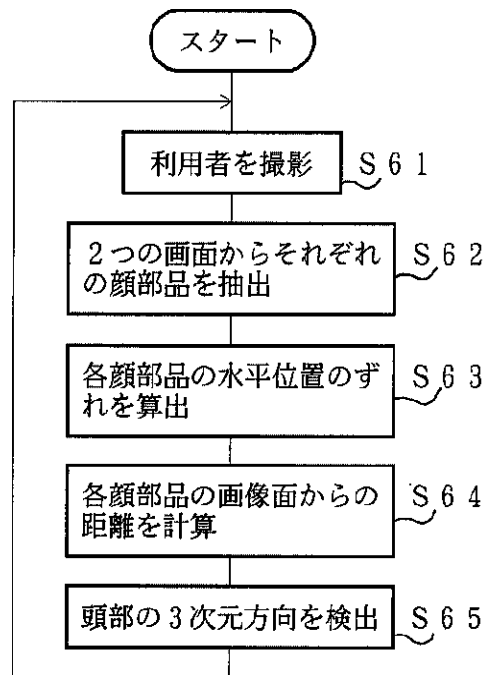 スタート
利用者を撮影 S61
2つの画面からそれぞれ
の顔部品を抽出 S62
各顔部品の水平位置のず
れを算出 S63
各顔部品の画像面からの
距離を計算 S64
頭部の3次元方向を検出 S65